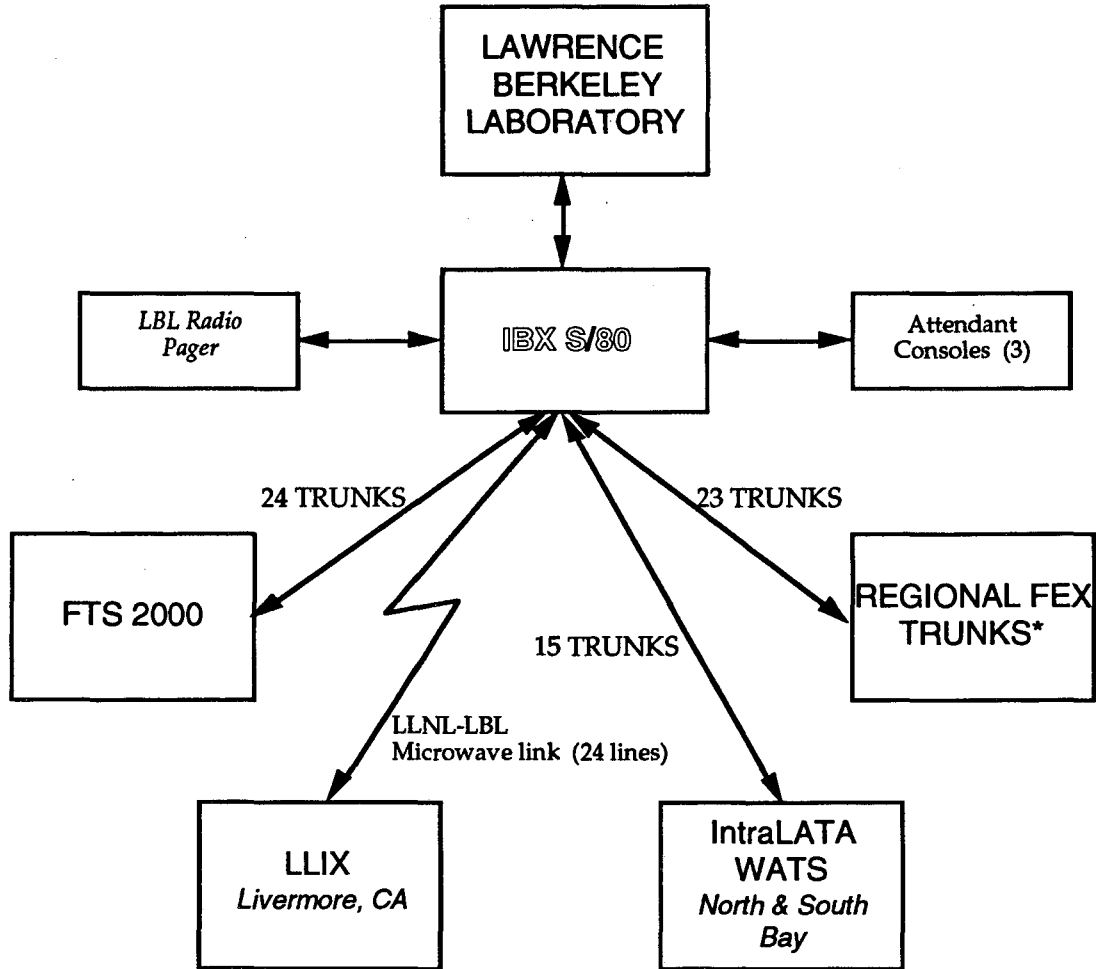 LAWRENCE
BERKELEY
LABORATORY
LBL Radio
Pager
IBX S/80
Attendant
Consoles (3)
24 TRUNKS
23 TRUNKS
FTS 2000
REGIONAL FEX
TRUNKS*
15 TRUNKS
LLNL-LBL
Microwave link (24 lines)
LLIX
Livermore, CA
IntraLATA
WATS
North & South
Bay